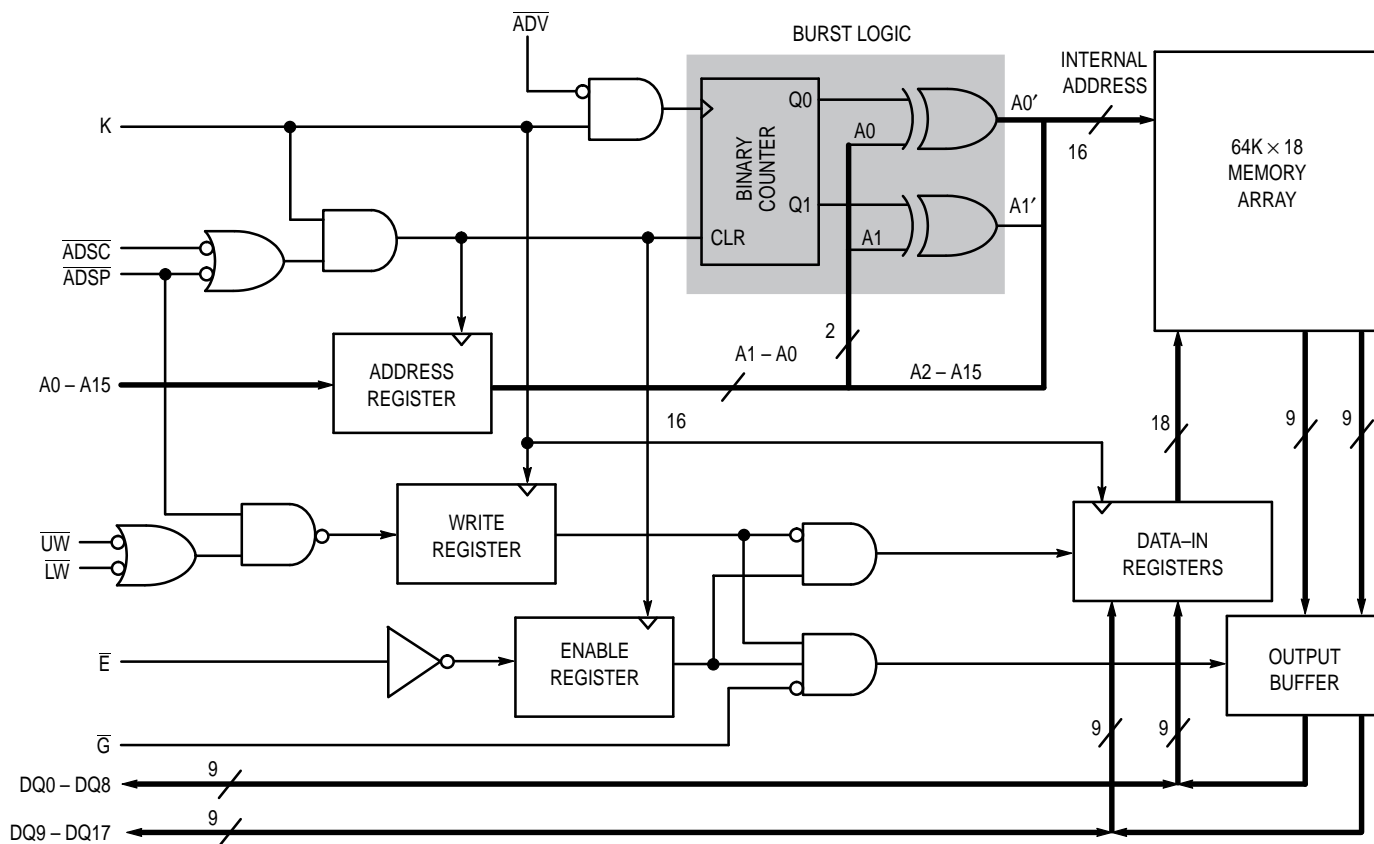 ADV
BURST LOGIC
INTERNAL
ADDRESS
K
Q0
A0
A0′
16
BINARY
COUNTER
64K × 18
MEMORY
ARRAY
Q1
A1
A1′
CLR
ADSC
ADSP
2
A1 – A0
A2 – A15
A0 – A15
ADDRESS
REGISTER
16
18
9
9
WRITE
REGISTER
UW
LW
DATA–IN
REGISTERS
E
ENABLE
REGISTER
OUTPUT
BUFFER
G
9
9
DQ0 – DQ8
9
DQ9 – DQ17
9